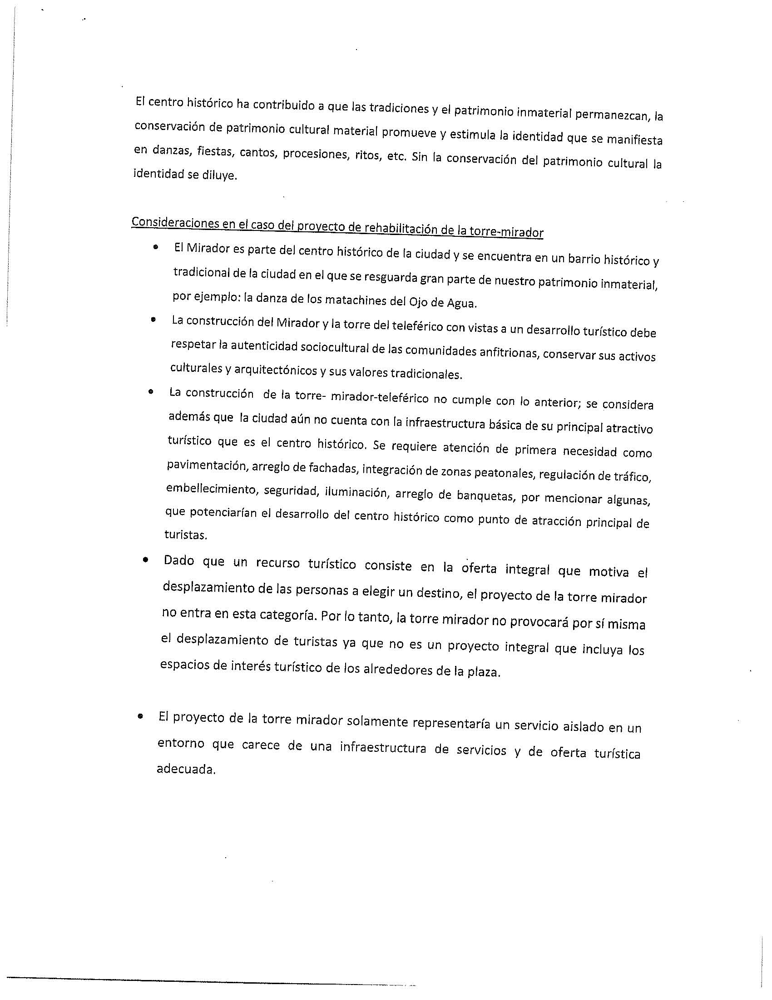 El centro histórico ha contribuido a que las tradiciones y el patrimonio inmaterial permanezcan, la
conservación de patrimonio cultural material promueve y estimula la identidad que se manifiesta
en danzas, fiestas, cantos, procesiones, ritos, etc. Sin la conservación del patrimonio cultural la
identidad se diluye.
Consideraciones en el caso del proyecto de rehabilitación de la torre-mirador
• El Mirador es parte del centro histórico de la ciudad y se encuentra en un barrio histórico y
tradicional de la ciudad en el que se resguarda gran parte de nuestro patrimonio inmaterial,
por ejemplo: la danza de los matachines del Ojo de Agua.
• La construcción del Mirador y la torre del teleférico con vistas a un desarrollo turístico debe
respetar la autenticidad sociocultural de las comunidades anfitrionas, conservar sus activos
culturales y arquitectónicos y sus valores tradicionales.
• La construcción de la torre- mirador-teleférico no cumple con lo anterior; se considera
además que la ciudad aún no cuenta con la infraestructura básica de su principal atractivo
turístico que es el centro histórico. Se requiere atención de primera necesidad como
pavimentación, arreglo de fachadas, integración de zonas peatonales, regulación de tráfico,
embellecimiento, seguridad, iluminación, arreglo de banquetas, por mencionar algunas,
que potenciarían el desarrollo del centro histórico como punto de atracción principal de
turistas.
• Dado que un recurso turístico consiste en la oferta integral que motiva el
desplazamiento de las personas a elegir un destino, el proyecto de la torre mirador
no entra en esta categoría. Por lo tanto, la torre mirador no provocará por sí misma
el desplazamiento de turistas ya que no es un proyecto integral que incluya los
espacios de interés turístico de los alrededores de la plaza.
• El proyecto de la torre mirador solamente representaría un servicio aislado en un
entorno que carece de una infraestructura de servicios y de oferta turística
adecuada.